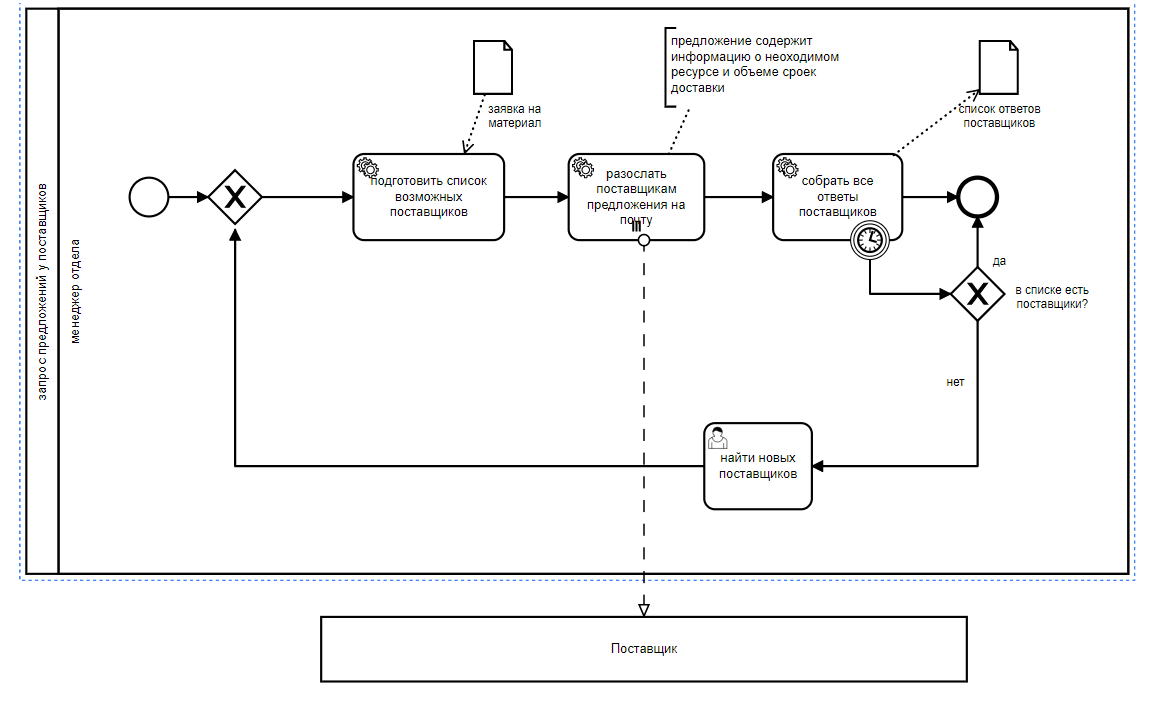 запрос предложений у поставщиков
менеджер отдела
заявка на
материал
предложение содержит
информацию о неоходимом
ресурсе и объеме сроек
доставки
список ответов
поставщиков
подготовить список
возможных
поставщиков
разослать
поставщикам
предложения на
почту
собрать все
ответы
поставщиков
да
в списке есть
поставщики?
нет
найти новых
поставщиков
Поставщик